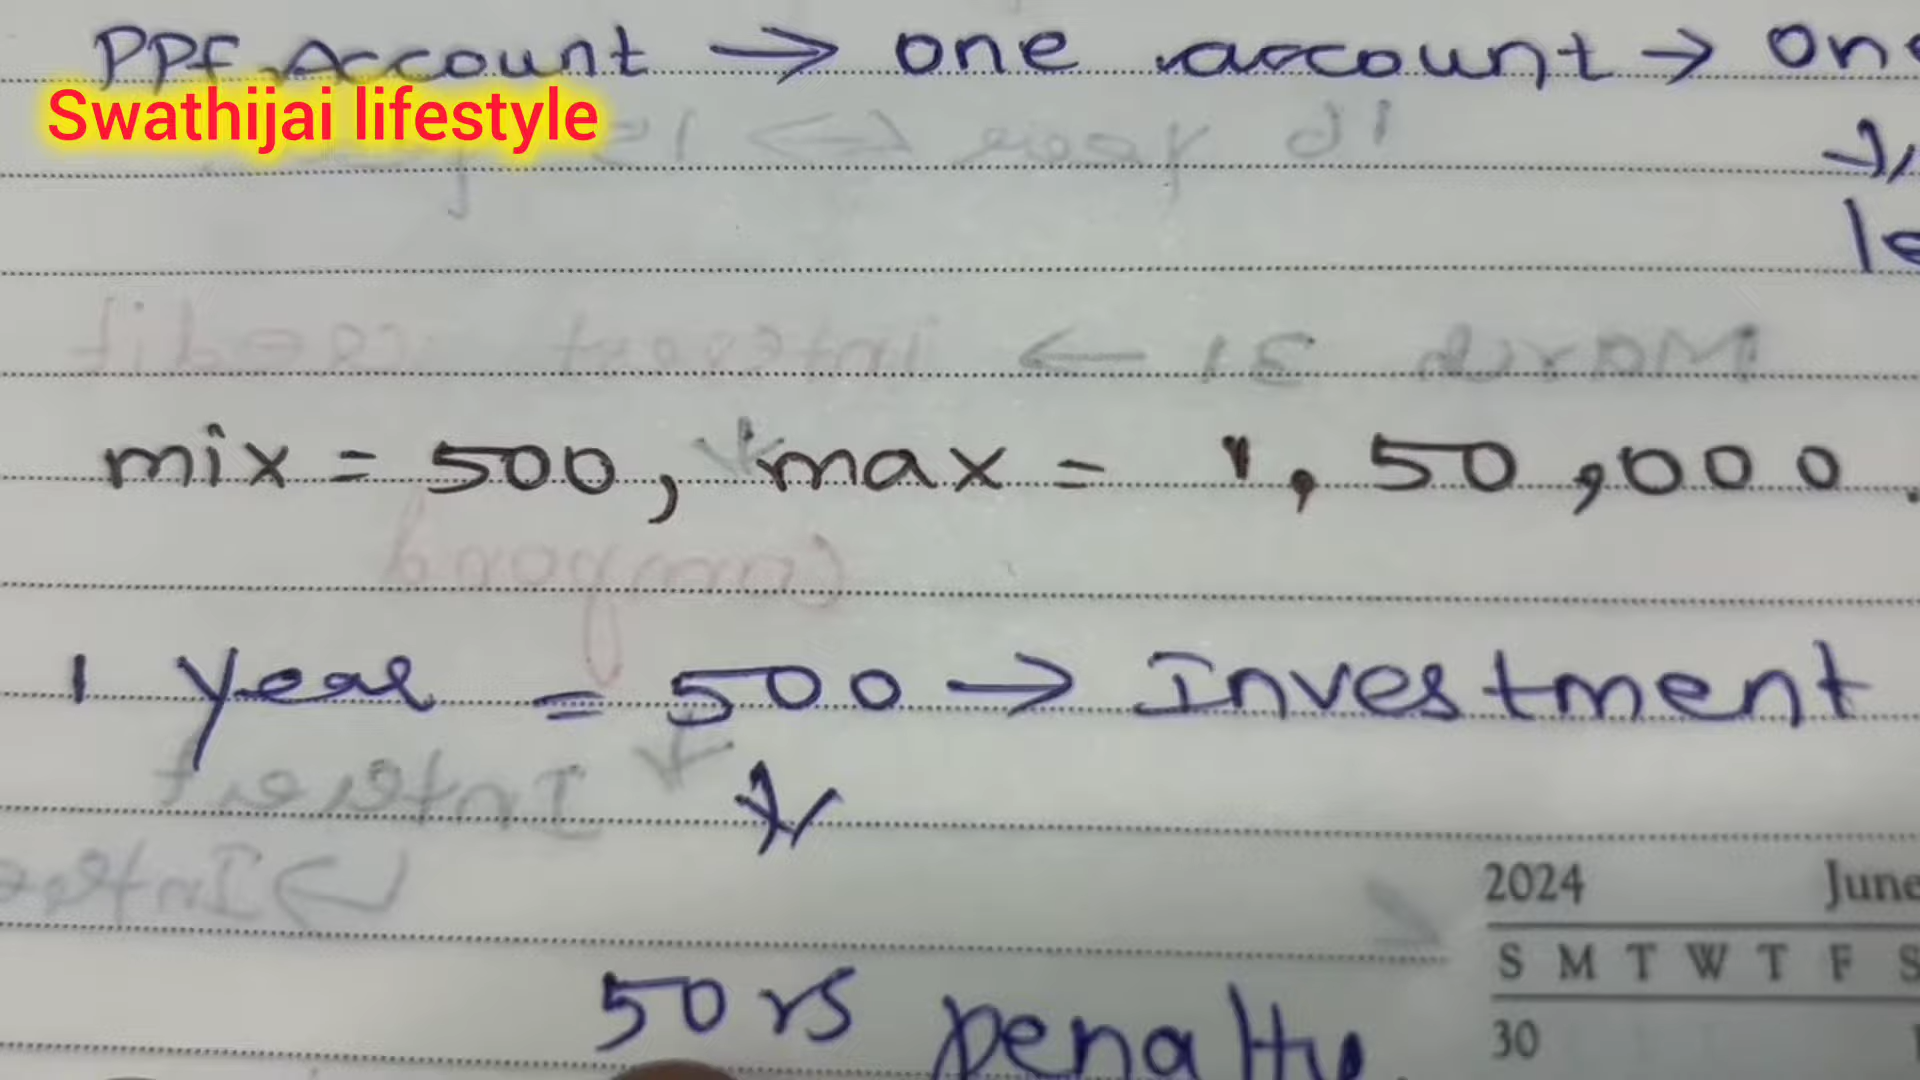 PPF Account → one account → on
Swathijai lifestyle
mix = 500, max = 1,50,000.
1 year = 500 → Investment
50 rs penalty.
2024 June
S M T W T F S
30